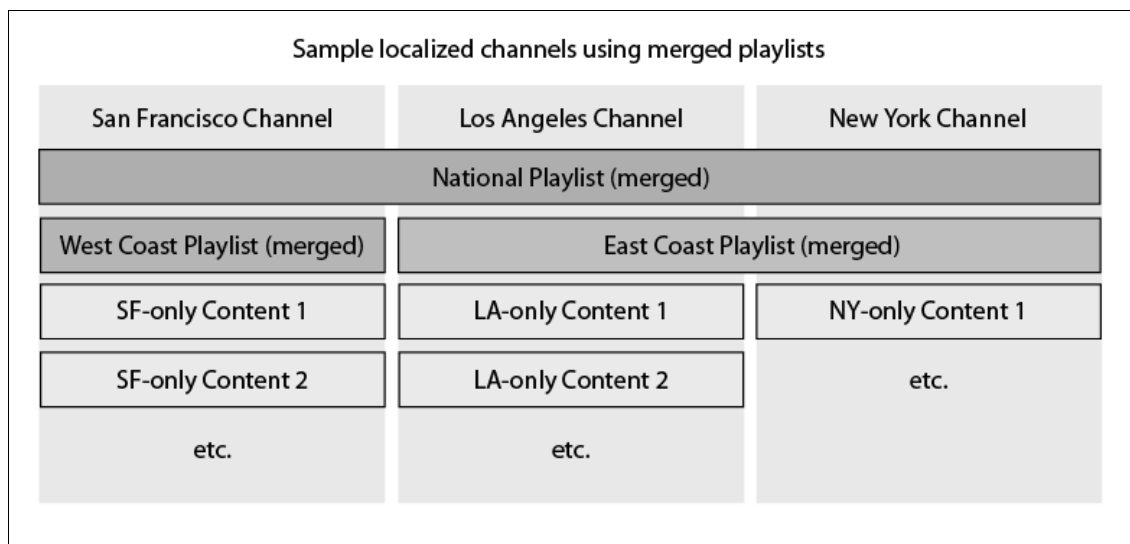 Sample localized channels using merged playlists
San Francisco Channel
Los Angeles Channel
New York Channel
National Playlist (merged)
West Coast Playlist (merged)
East Coast Playlist (merged)
SF-only Content 1
LA-only Content 1
NY-only Content 1
SF-only Content 2
LA-only Content 2
etc.
etc.
etc.